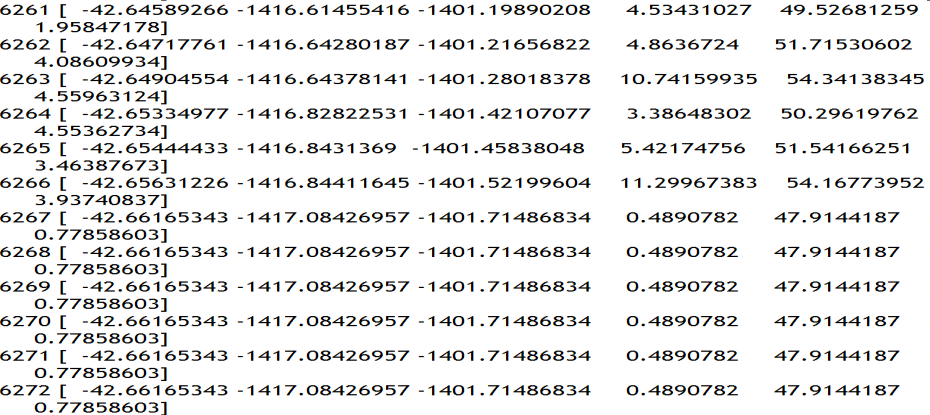 6261 [ -42.64589266 -1416.61455416 -1401.19890208 4.53431027 49.52681259
1.95847178]
6262 [ -42.64717761 -1416.64280187 -1401.21656822 4.8636724 51.71530602
4.08609934]
6263 [ -42.64904554 -1416.64378141 -1401.28018378 10.74159935 54.34138345
4.55963124]
6264 [ -42.65334977 -1416.82822531 -1401.42107077 3.38648302 50.29619762
4.55362734]
6265 [ -42.65444433 -1416.8431369 -1401.45838048 5.42174756 51.54166251
3.46387673]
6266 [ -42.65631226 -1416.84411645 -1401.52199604 11.29967383 54.16773952
3.93740837]
6267 [ -42.66165343 -1417.08426957 -1401.71486834 0.4890782 47.9144187
0.77858603]
6268 [ -42.66165343 -1417.08426957 -1401.71486834 0.4890782 47.9144187
0.77858603]
6269 [ -42.66165343 -1417.08426957 -1401.71486834 0.4890782 47.9144187
0.77858603]
6270 [ -42.66165343 -1417.08426957 -1401.71486834 0.4890782 47.9144187
0.77858603]
6271 [ -42.66165343 -1417.08426957 -1401.71486834 0.4890782 47.9144187
0.77858603]
6272 [ -42.66165343 -1417.08426957 -1401.71486834 0.4890782 47.9144187
0.77858603]